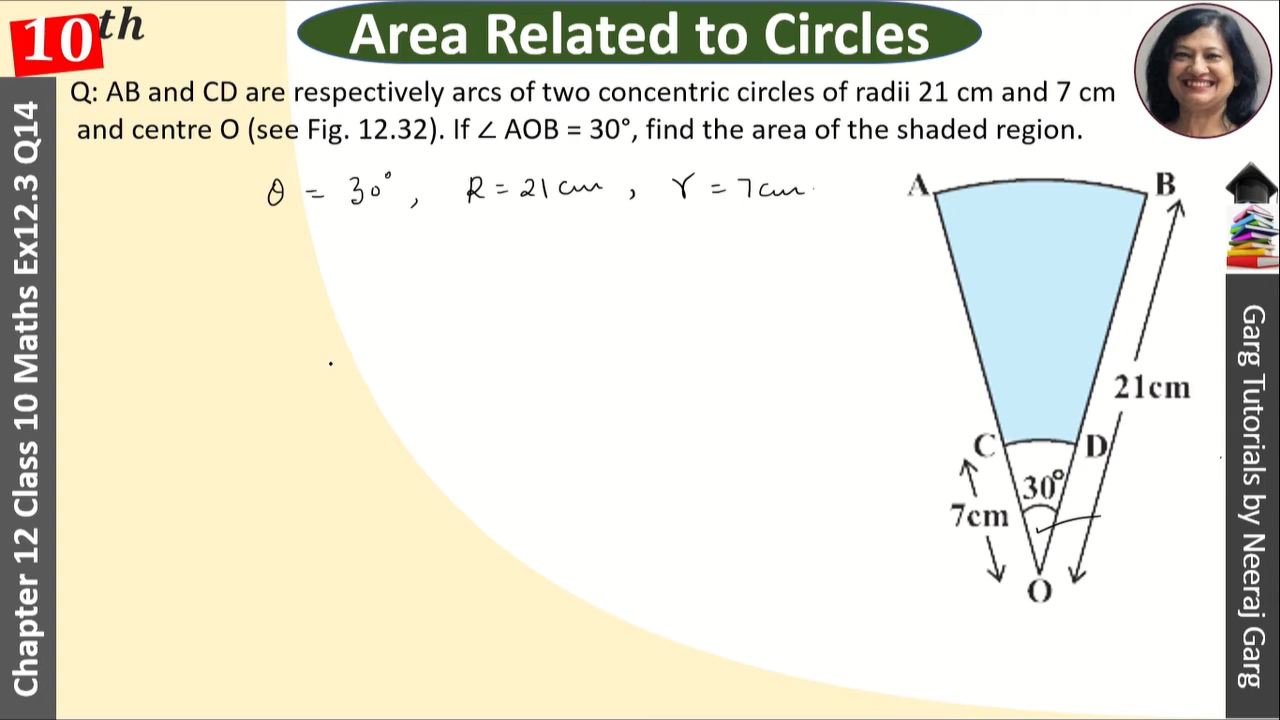 10th
Area Related to Circles
Q: AB and CD are respectively arcs of two concentric circles of radii 21 cm and 7 cm
and centre O (see Fig. 12.32). If ∠ AOB = 30°, find the area of the shaded region.
θ = 30°, R = 21 cm, r = 7 cm.
A
B
21cm
C
D
30°
7cm
O
Chapter 12 Class 10 Maths Ex12.3 Q14
Garg Tutorials by Neeraj Garg